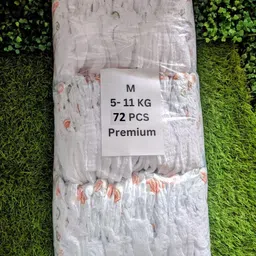 M
5- 11 KG
72 PCS
Premium